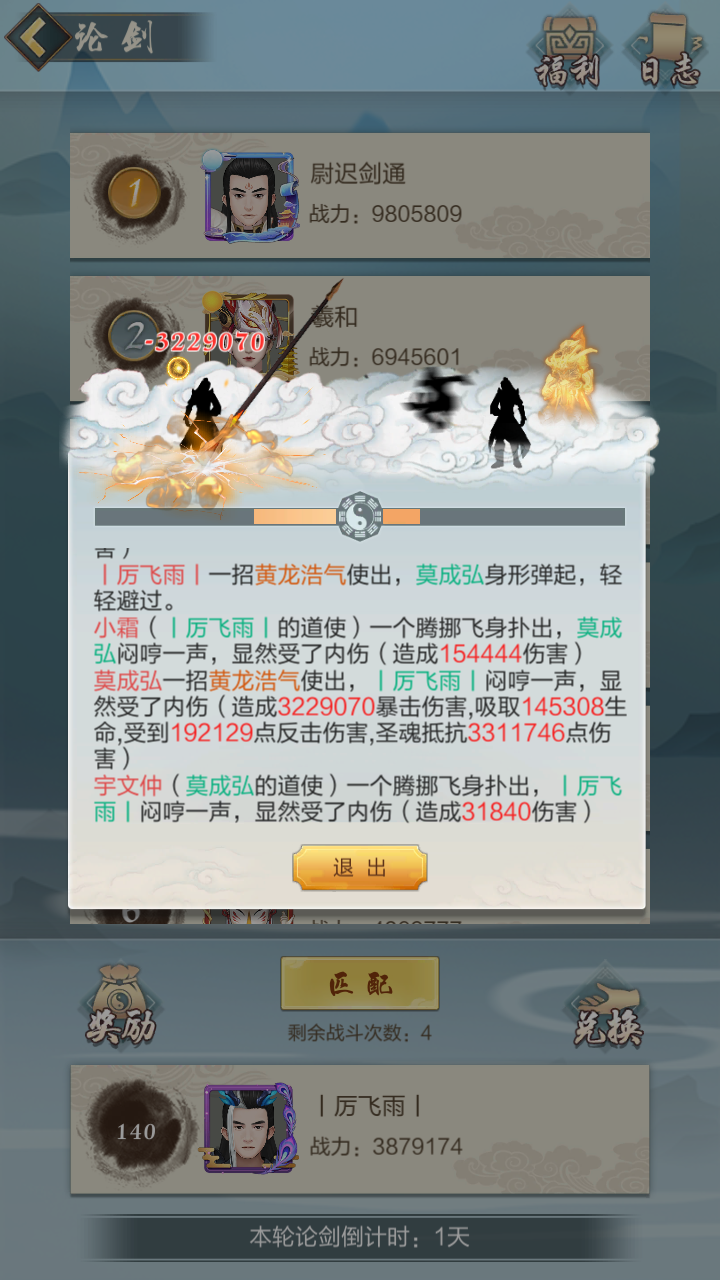 论剑
福利
日志
1
尉迟剑通
战力：9805809
2
羲和
-3229070
战力：6945601
害）
丨厉飞雨丨一招黄龙浩气使出，莫成弘身形弹起，轻
轻避过。
小霜（丨厉飞雨丨的道使）一个腾挪飞身扑出，莫成
弘闷哼一声，显然受了内伤（造成154444伤害）
莫成弘一招黄龙浩气使出，丨厉飞雨丨闷哼一声，显
然受了内伤（造成3229070暴击伤害,吸取145308生
命,受到192129点反击伤害,圣魂抵抗3311746点伤
害）
宇文仲（莫成弘的道使）一个腾挪飞身扑出，丨厉飞
雨丨闷哼一声，显然受了内伤（造成31840伤害）
退出
6
奖励
匹配
兑换
剩余战斗次数：4
140
丨厉飞雨丨
战力：3879174
本轮论剑倒计时：1天